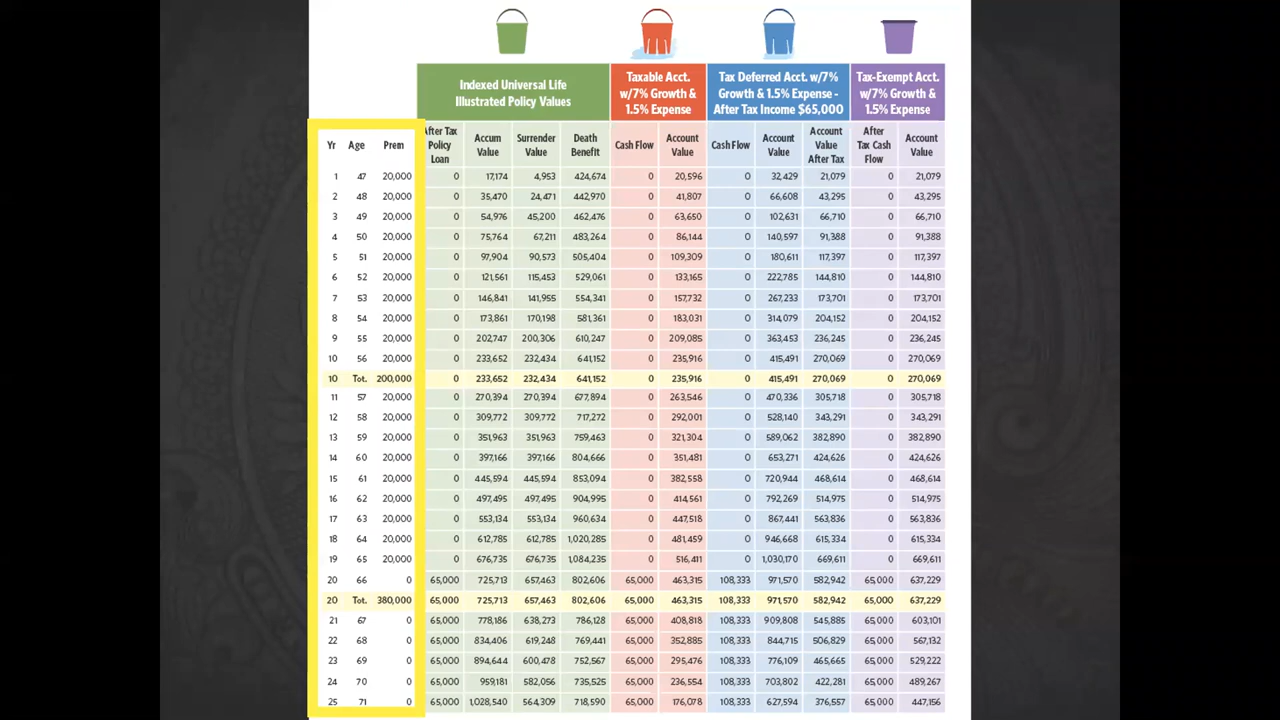 Indexed Universal Life Illustrated Policy Values | Taxable Acct. w/7% Growth & 1.5% Expense | Tax Deferred Acct. w/7% Growth & 1.5% Expense - After Tax Income $65,000 | Tax-Exempt Acct. w/7% Growth & 1.5% Expense
Yr Age Prem After Tax Policy Loan Accum Value Surrender Value Death Benefit Cash Flow Account Value Cash Flow Account Value Account Value After Tax After Tax Cash Flow Account Value
1 47 20,000 0 17,174 4,953 424,674 0 20,596 0 32,429 21,079 0 21,079
2 48 20,000 0 35,470 24,471 442,970 0 41,807 0 66,608 43,295 0 43,295
3 49 20,000 0 54,976 45,200 462,476 0 63,650 0 102,631 66,710 0 66,710
4 50 20,000 0 75,764 67,211 483,264 0 86,144 0 140,597 91,388 0 91,388
5 51 20,000 0 97,904 90,573 505,404 0 109,309 0 180,611 117,397 0 117,397
6 52 20,000 0 121,561 115,453 529,061 0 133,165 0 222,785 144,810 0 144,810
7 53 20,000 0 146,841 141,955 554,341 0 157,732 0 267,233 173,701 0 173,701
8 54 20,000 0 173,861 170,198 581,361 0 183,031 0 314,079 204,152 0 204,152
9 55 20,000 0 202,747 200,306 610,247 0 209,085 0 363,453 236,245 0 236,245
10 56 20,000 0 233,652 232,434 641,152 0 235,916 0 415,491 270,069 0 270,069
10 Tot. 200,000 0 233,652 232,434 641,152 0 235,916 0 415,491 270,069 0 270,069
11 57 20,000 0 270,394 270,394 677,894 0 263,546 0 470,336 305,718 0 305,718
12 58 20,000 0 309,772 309,772 717,272 0 292,001 0 528,140 343,291 0 343,291
13 59 20,000 0 351,963 351,963 759,463 0 321,304 0 589,062 382,890 0 382,890
14 60 20,000 0 397,166 397,166 804,666 0 351,481 0 653,271 424,626 0 424,626
15 61 20,000 0 445,594 445,594 853,094 0 382,558 0 720,944 468,614 0 468,614
16 62 20,000 0 497,495 497,495 904,995 0 414,561 0 792,269 514,975 0 514,975
17 63 20,000 0 553,134 553,134 960,634 0 447,518 0 867,441 563,836 0 563,836
18 64 20,000 0 612,785 612,785 1,020,285 0 481,459 0 946,668 615,334 0 615,334
19 65 20,000 0 676,735 676,735 1,084,235 0 516,411 0 1,030,170 669,611 0 669,611
20 66 0 65,000 725,713 657,463 802,606 65,000 463,315 108,333 971,570 582,942 65,000 637,229
20 Tot. 380,000 65,000 725,713 657,463 802,606 65,000 463,315 108,333 971,570 582,942 65,000 637,229
21 67 0 65,000 778,186 638,273 786,128 65,000 408,818 108,333 909,808 545,885 65,000 603,101
22 68 0 65,000 834,406 619,248 769,441 65,000 352,885 108,333 844,715 506,829 65,000 567,132
23 69 0 65,000 894,644 600,478 752,567 65,000 295,476 108,333 776,109 465,665 65,000 529,222
24 70 0 65,000 959,181 582,056 735,525 65,000 236,554 108,333 703,802 422,281 65,000 489,267
25 71 0 65,000 1,028,540 564,309 718,590 65,000 176,078 108,333 627,594 376,557 65,000 447,156